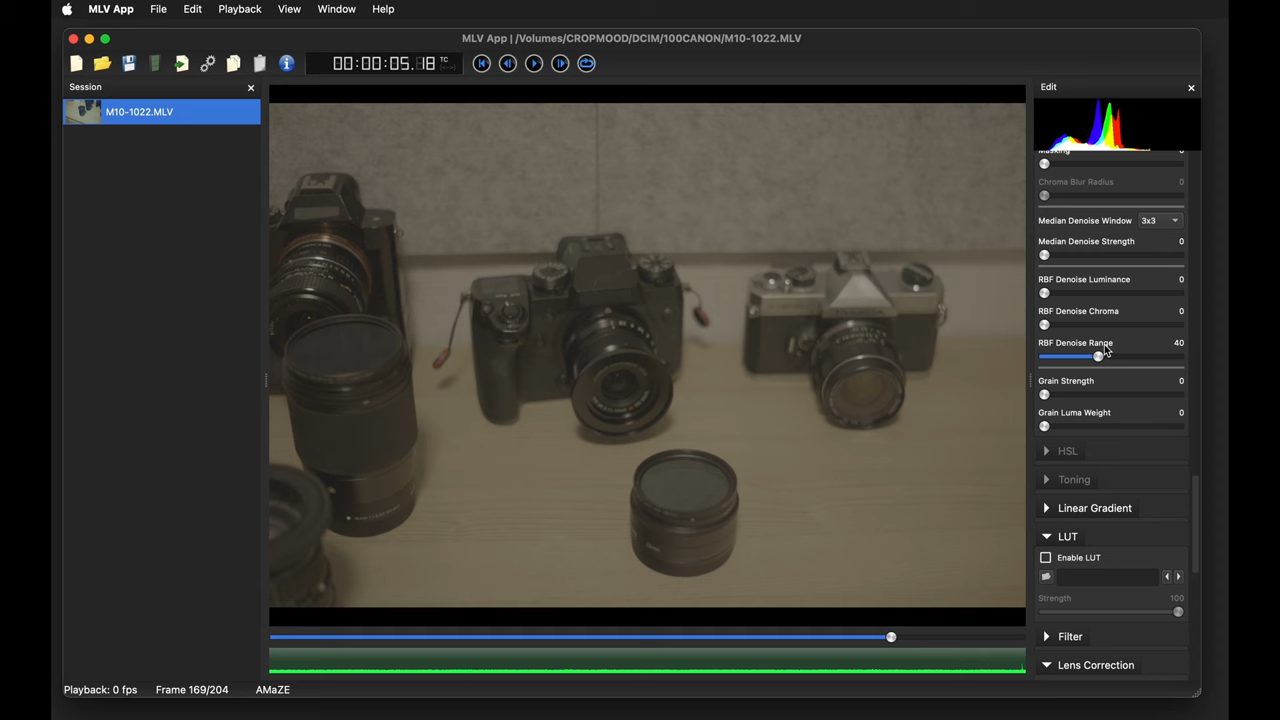 MLV App File Edit Playback View Window Help
MLV App | /Volumes/CROPMOOD/DCIM/100CANON/M10-1022.MLV
00:00:05.18 TC
Session
Edit
M10-1022.MLV
Masking 0
Chroma Blur Radius 0
Median Denoise Window 3x3
Median Denoise Strength 0
RBF Denoise Luminance 0
RBF Denoise Chroma 0
RBF Denoise Range 40
Grain Strength 0
Grain Luma Weight 0
HSL
Toning
Linear Gradient
LUT
Enable LUT
Strength 100
Filter
Lens Correction
Playback: 0 fps Frame 169/204 AMaZE